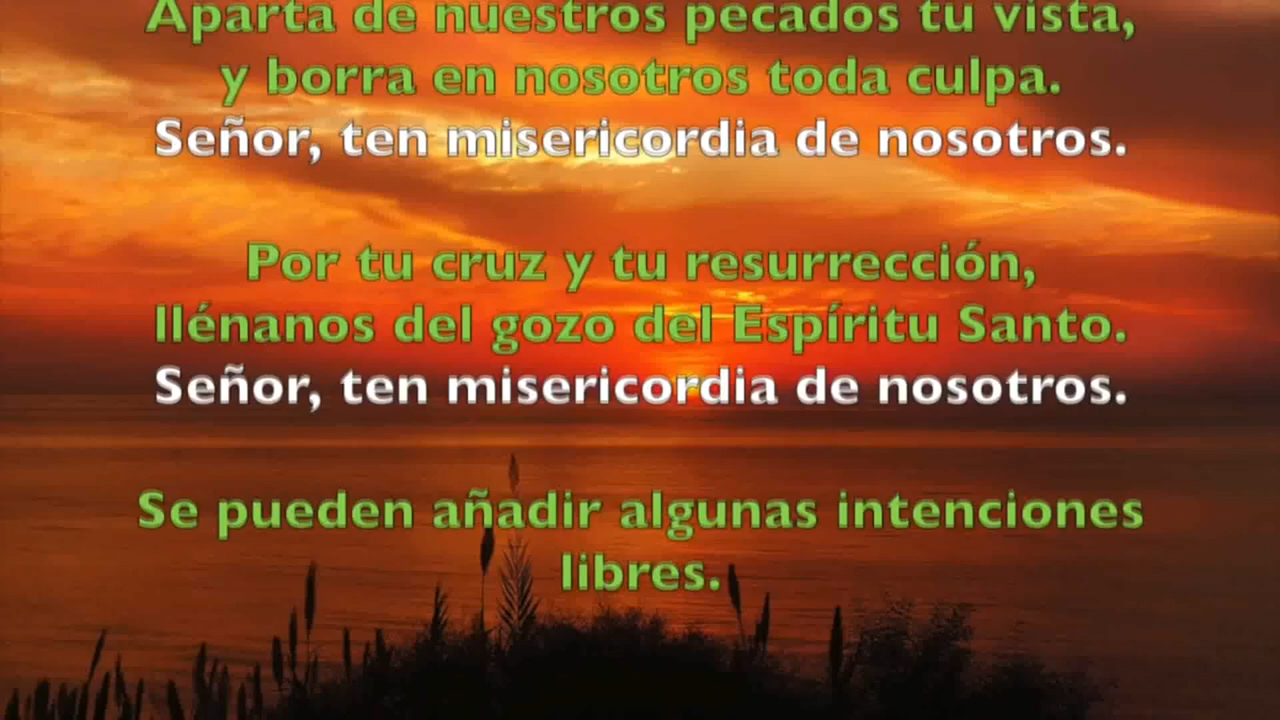 Aparta de nuestros pecados tu vista,
y borra en nosotros toda culpa.
Señor, ten misericordia de nosotros.
Por tu cruz y tu resurrección,
llénanos del gozo del Espíritu Santo.
Señor, ten misericordia de nosotros.
Se pueden añadir algunas intenciones
libres.